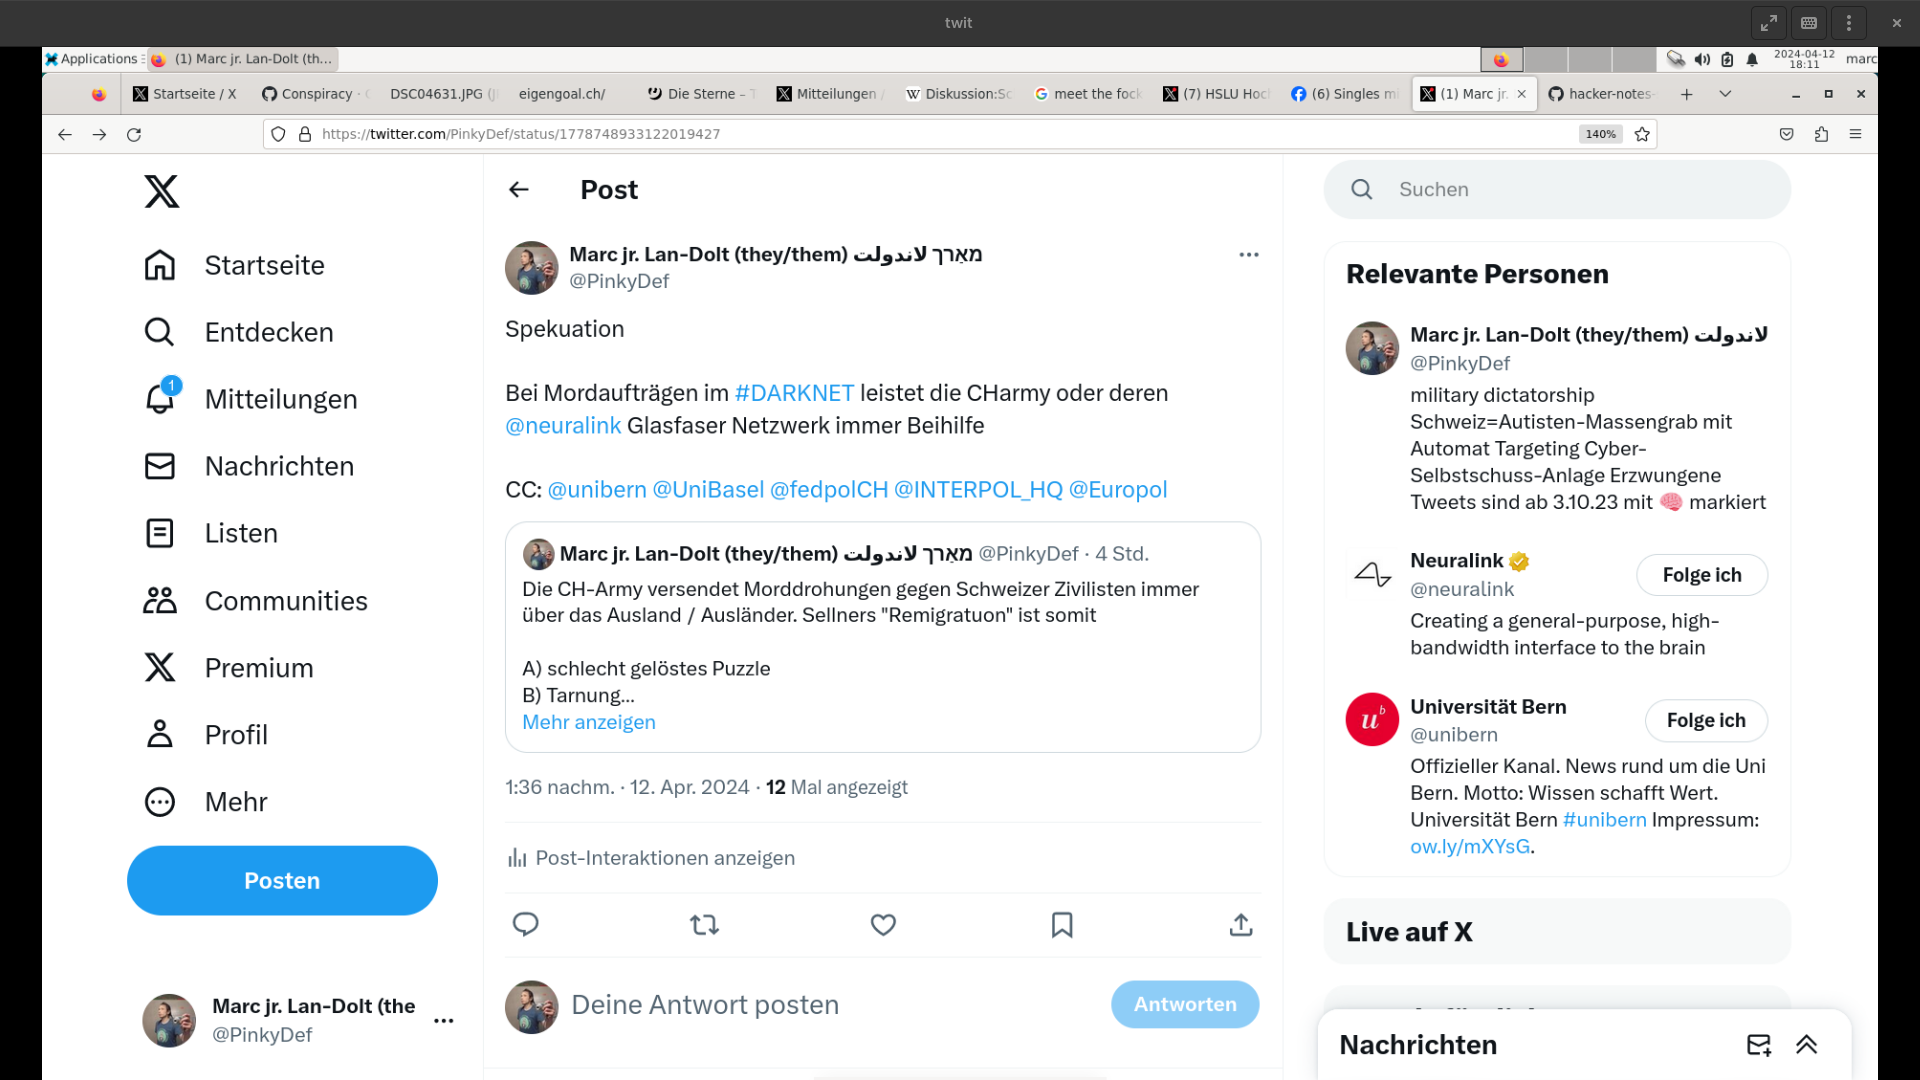 twit
Applications
(1) Marc jr. Lan-Dolt (th...
2024-04-12
18:11
marc
Startseite / X
Conspiracy ·
DSC04631.JPG
eigengoal.ch/
Die Sterne –
Mitteilungen /
Diskussion:Sc
meet the fock
(7) HSLU Hoc
(6) Singles mi
(1) Marc jr.
hacker-notes-
https://twitter.com/PinkyDef/status/1778748933122019427
140%
Post
Suchen
Startseite
Entdecken
1
Mitteilungen
Nachrichten
Listen
Communities
Premium
Profil
Mehr
Posten
Marc jr. Lan-Dolt (the
@PinkyDef
Marc jr. Lan-Dolt (they/them) מאַרך لاندولت
@PinkyDef
Spekuation
Bei Mordaufträgen im #DARKNET leistet die CHarmy oder deren
@neuralink Glasfaser Netzwerk immer Beihilfe
CC: @unibern @UniBasel @fedpolCH @INTERPOL_HQ @Europol
Marc jr. Lan-Dolt (they/them) מאַרך لاندولت @PinkyDef · 4 Std.
Die CH-Army versendet Morddrohungen gegen Schweizer Zivilisten immer
über das Ausland / Ausländer. Sellners "Remigratuon" ist somit
A) schlecht gelöstes Puzzle
B) Tarnung...
Mehr anzeigen
1:36 nachm. · 12. Apr. 2024 · 12 Mal angezeigt
Post-Interaktionen anzeigen
Deine Antwort posten
Antworten
Relevante Personen
Marc jr. Lan-Dolt (they/them) لاندولت
@PinkyDef
military dictatorship
Schweiz=Autisten-Massengrab mit
Automat Targeting Cyber-
Selbstschuss-Anlage Erzwungene
Tweets sind ab 3.10.23 mit 🧠 markiert
Neuralink
@neuralink
Folge ich
Creating a general-purpose, high-
bandwidth interface to the brain
Universität Bern
@unibern
Folge ich
Offizieller Kanal. News rund um die Uni
Bern. Motto: Wissen schafft Wert.
Universität Bern #unibern Impressum:
ow.ly/mXYsG.
Live auf X
Nachrichten